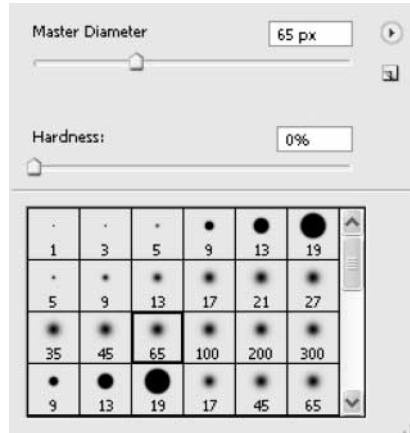 Master Diameter 65 px
Hardness: 0%
1 3 5 9 13 19
5 9 13 17 21 27
35 45 65 100 200 300
9 13 19 17 45 65